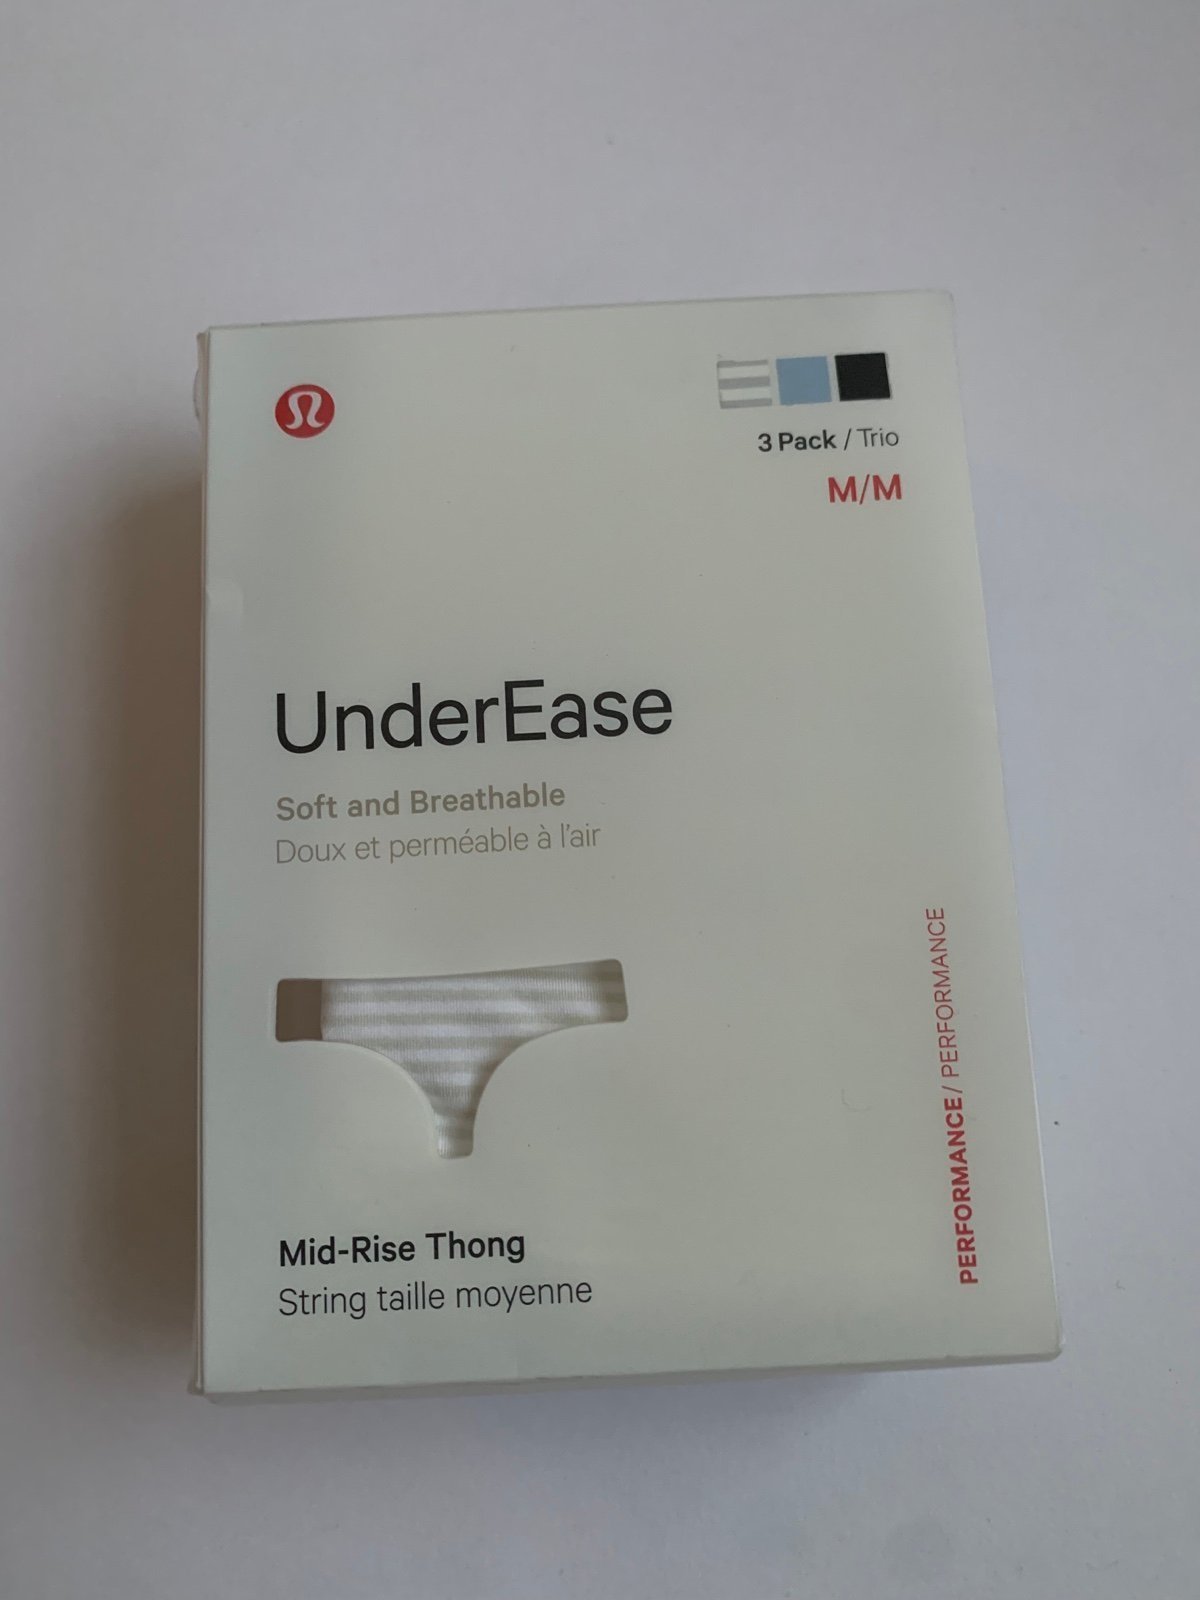 3 Pack / Trio
M/M
UnderEase
Soft and Breathable
Doux et perméable à l'air
PERFORMANCE / PERFORMANCE
Mid-Rise Thong
String taille moyenne